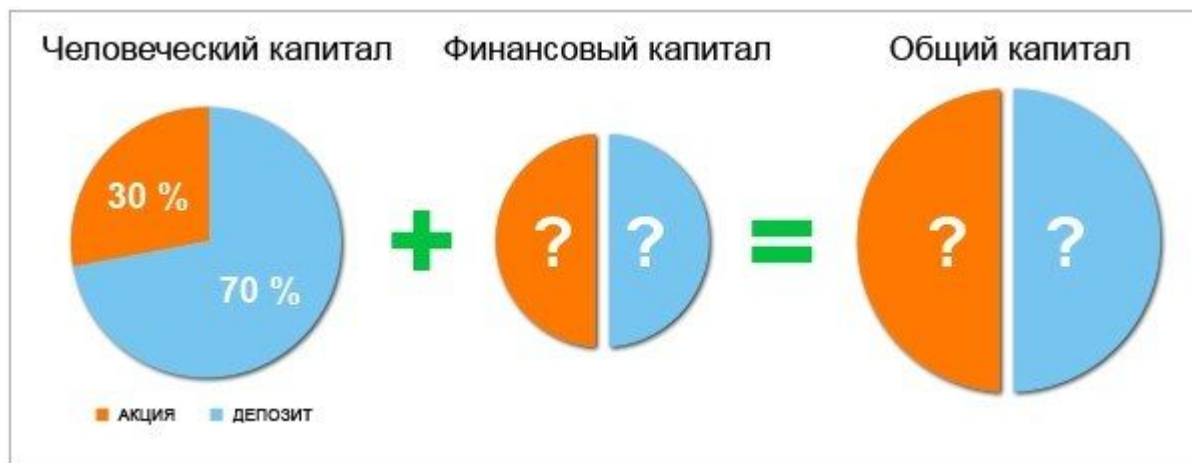 Человеческий капитал
Финансовый капитал
Общий капитал
30 %
70 %
+
?
?
=
?
?
АКЦИЯ
ДЕПОЗИТ